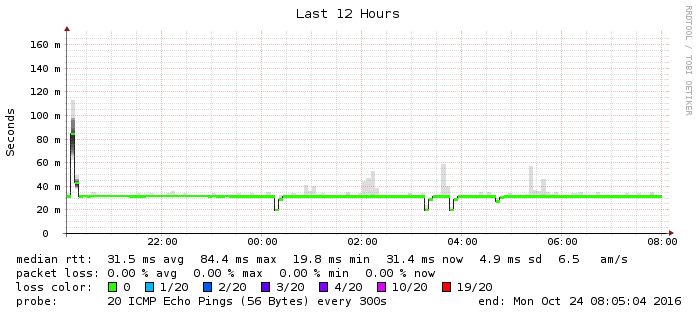 Last 12 Hours
RRDTOOL / TOBI OETIKER
Seconds
160 m
140 m
120 m
100 m
80 m
60 m
40 m
20 m
0
22:00 00:00 02:00 04:00 06:00 08:00
median rtt: 31.5 ms avg 84.4 ms max 19.8 ms min 31.4 ms now 4.9 ms sd 6.5 am/s
packet loss: 0.00 % avg 0.00 % max 0.00 % min 0.00 % now
loss color: 0 1/20 2/20 3/20 4/20 10/20 19/20
probe: 20 ICMP Echo Pings (56 Bytes) every 300s end: Mon Oct 24 08:05:04 2016